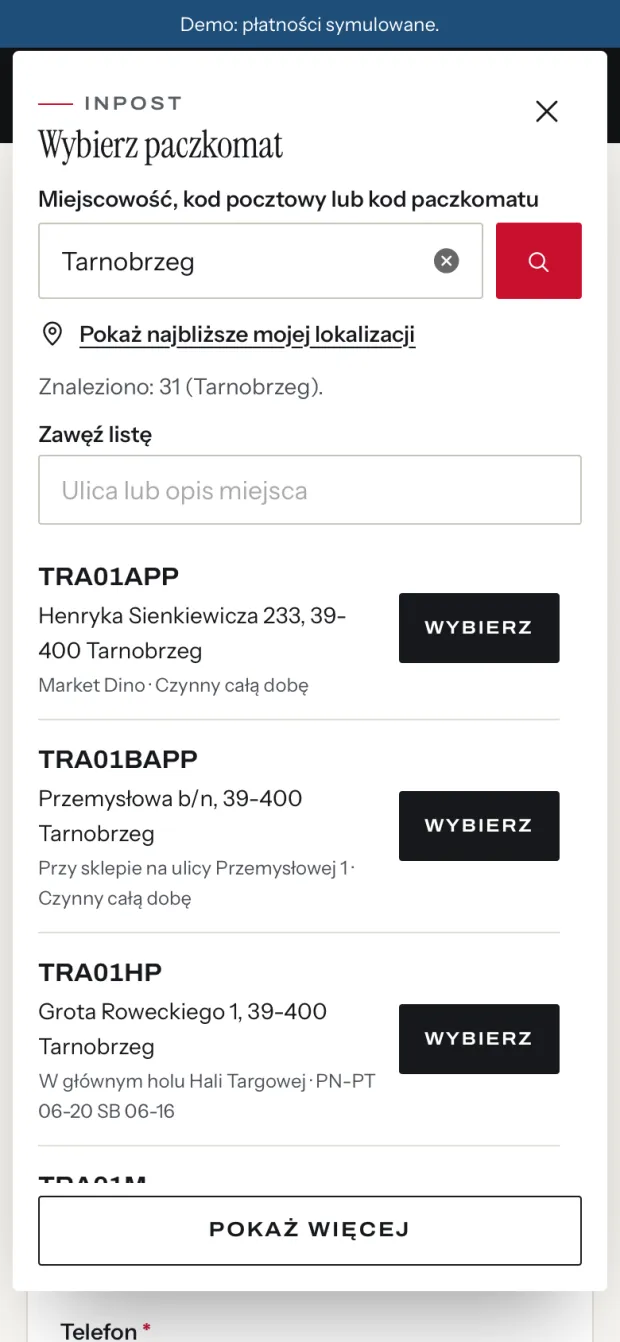 Demo: płatności symulowane.
INPOST
Wybierz paczkomat
Miejscowość, kod pocztowy lub kod paczkomatu
Tarnobrzeg
Pokaż najbliższe mojej lokalizacji
Znaleziono: 31 (Tarnobrzeg).
Zawęź listę
Ulica lub opis miejsca
TRA01APP
Henryka Sienkiewicza 233, 39-
400 Tarnobrzeg
Market Dino · Czynny całą dobę
WYBIERZ
TRA01BAPP
Przemysłowa b/n, 39-400
Tarnobrzeg
Przy sklepie na ulicy Przemysłowej 1 ·
Czynny całą dobę
WYBIERZ
TRA01HP
Grota Roweckiego 1, 39-400
Tarnobrzeg
W głównym holu Hali Targowej · PN-PT
06-20 SB 06-16
WYBIERZ
TRA01M
POKAŻ WIĘCEJ
Telefon *